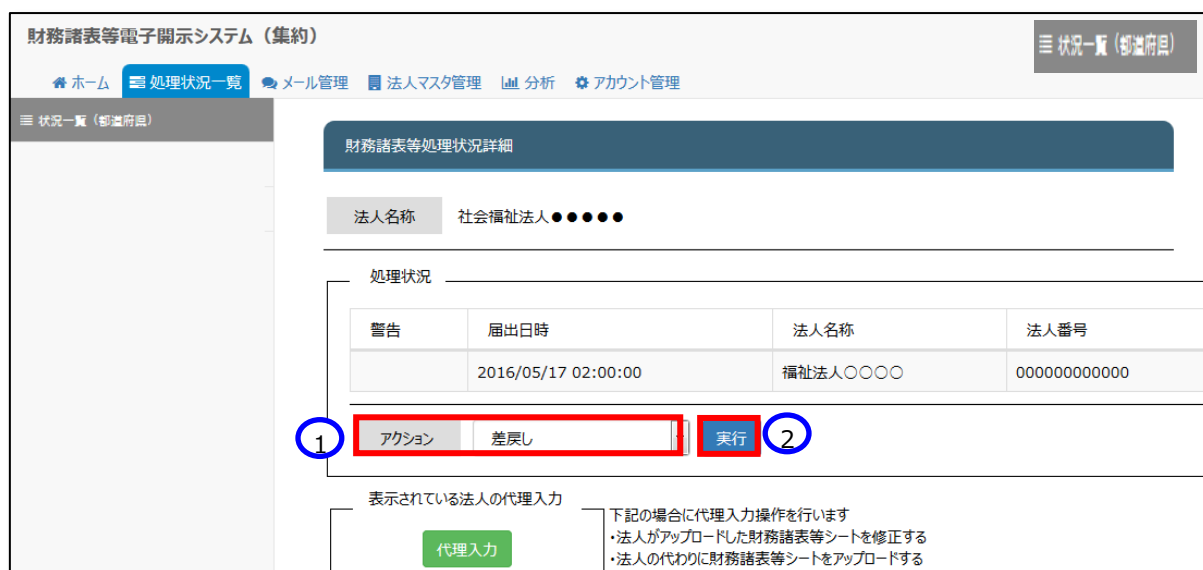 財務諸表等電子開示システム（集約）
状況一覧（都道府県）
ホーム 処理状況一覧 メール管理 法人マスタ管理 分析 アカウント管理
状況一覧（都道府県）
財務諸表等処理状況詳細
法人名称 社会福祉法人●●●●●
処理状況
警告 届出日時 法人名称 法人番号
2016/05/17 02:00:00 福祉法人○○○○ 000000000000
1 アクション 差戻し 実行 2
表示されている法人の代理入力
代理入力
下記の場合に代理入力操作を行います
・法人がアップロードした財務諸表等シートを修正する
・法人の代わりに財務諸表等シートをアップロードする